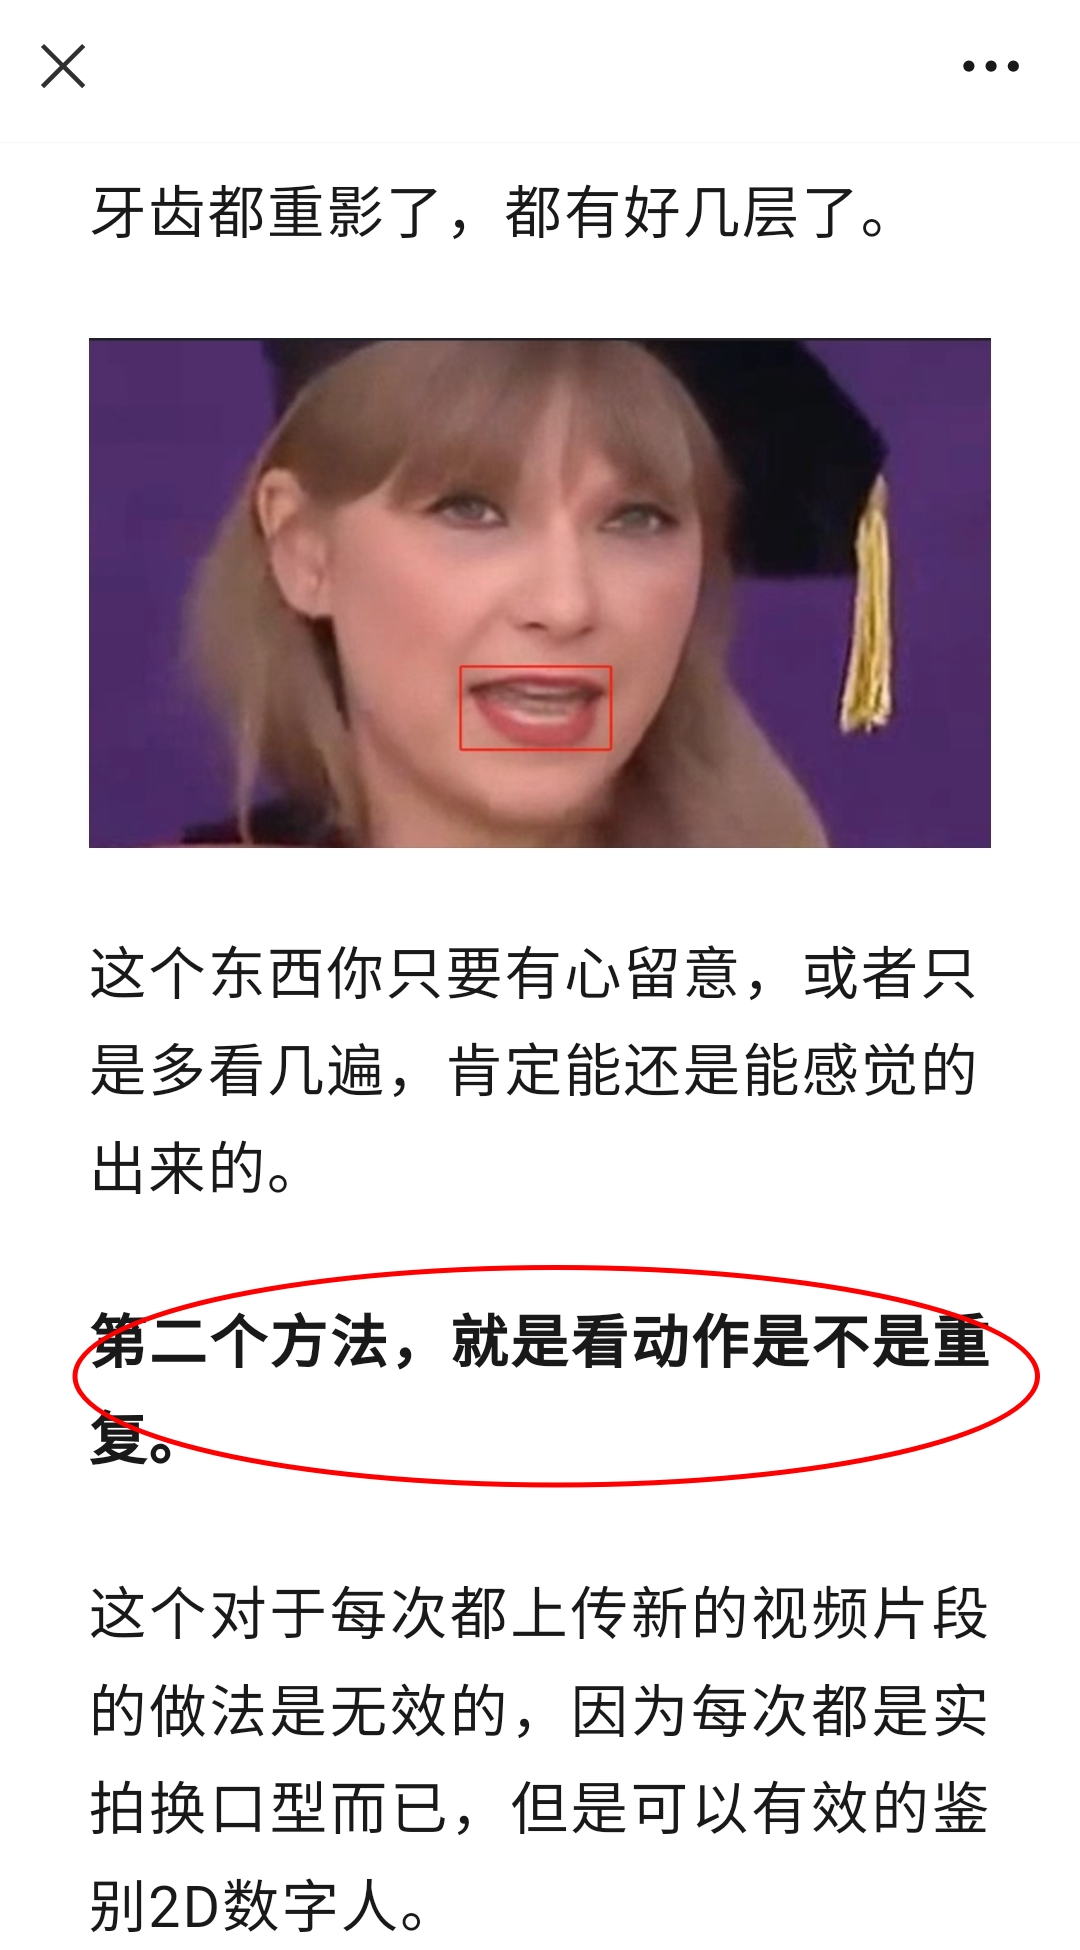 牙齿都重影了，都有好几层了。
这个东西你只要有心留意，或者只
是多看几遍，肯定能还是能感觉的
出来的。
第二个方法，就是看动作是不是重
复。
这个对于每次都上传新的视频片段
的做法是无效的，因为每次都是实
拍换口型而已，但是可以有效的鉴
别2D数字人。